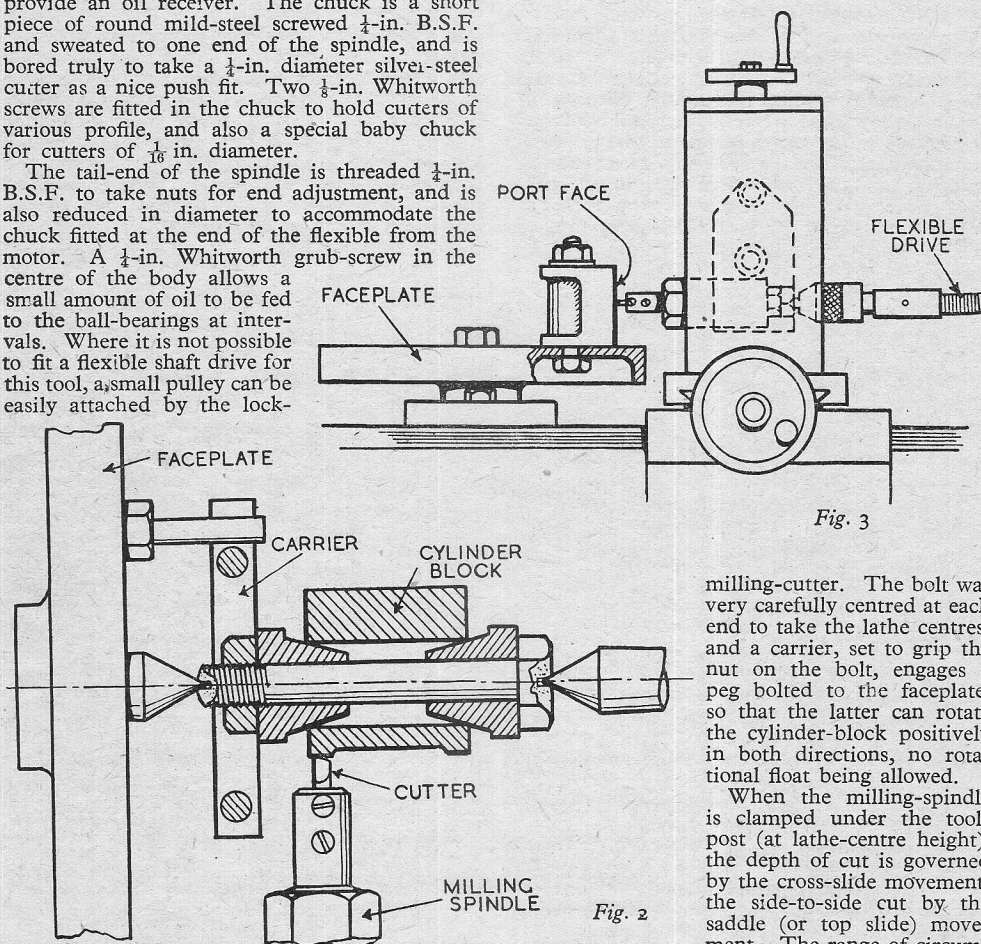 provide an oil receiver. The chuck is a short
piece of round mild-steel screwed ¼-in. B.S.F.
and sweated to one end of the spindle, and is
bored truly to take a ¼-in. diameter silver-steel
cutter as a nice push fit. Two ⅛-in. Whitworth
screws are fitted in the chuck to hold cutters of
various profile, and also a special baby chuck
for cutters of 1/16 in. diameter.
The tail-end of the spindle is threaded ¼-in.
B.S.F. to take nuts for end adjustment, and is
also reduced in diameter to accommodate the
chuck fitted at the end of the flexible from the
motor. A ¼-in. Whitworth grub-screw in the
centre of the body allows a
small amount of oil to be fed
to the ball-bearings at inter-
vals. Where it is not possible
to fit a flexible shaft drive for
this tool, a small pulley can be
easily attached by the lock-
PORT FACE
FLEXIBLE
DRIVE
FACEPLATE
Fig. 3
FACEPLATE
CARRIER
CYLINDER
BLOCK
CUTTER
MILLING
SPINDLE
Fig. 2
milling-cutter. The bolt wa
very carefully centred at eac
end to take the lathe centres
and a carrier, set to grip th
nut on the bolt, engages
peg bolted to the faceplate
so that the latter can rotat
the cylinder-block positivel
in both directions, no rota
tional float being allowed.
When the milling-spindl
is clamped under the tool
post (at lathe-centre height)
the depth of cut is governe
by the cross-slide movement
the side-to-side cut by th
saddle (or top slide) move
ment. The range of circum